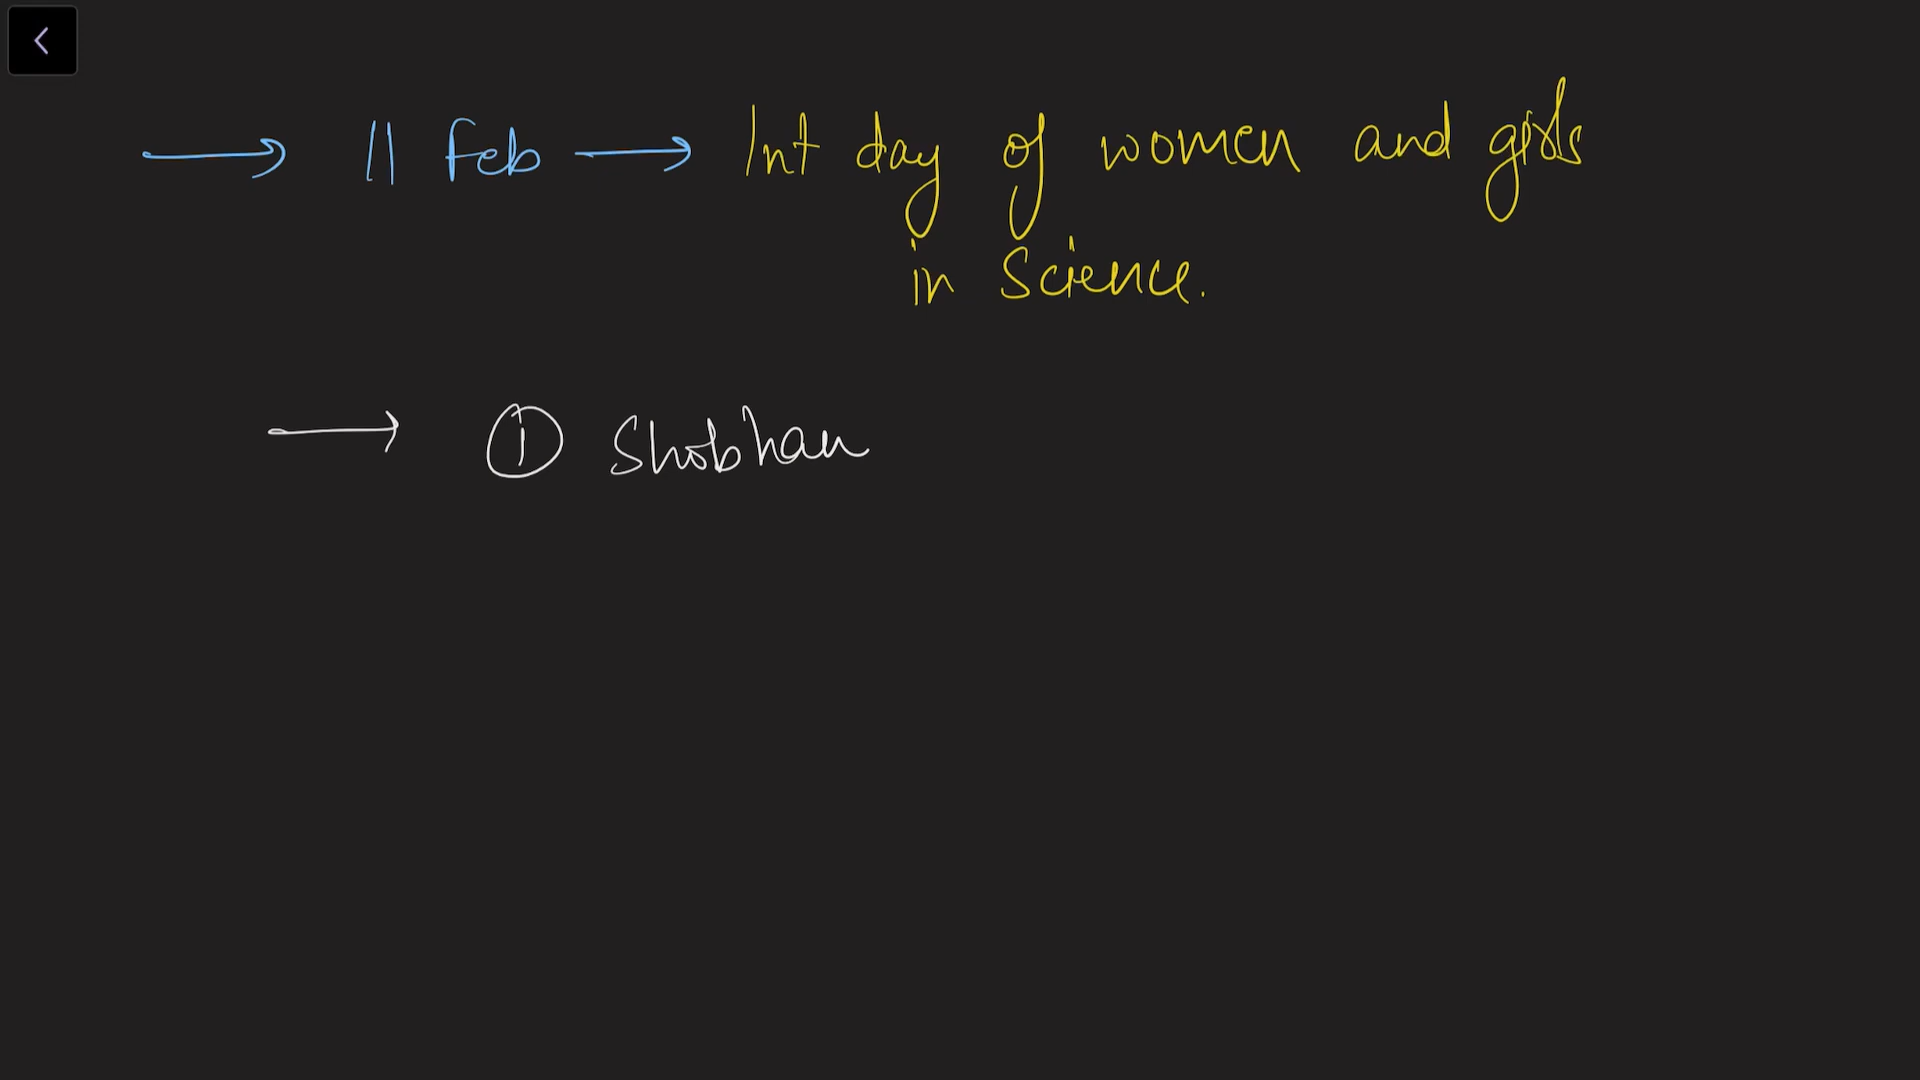 → 11 Feb → Int day of women and girls
in Science.
→ ① Shobhan